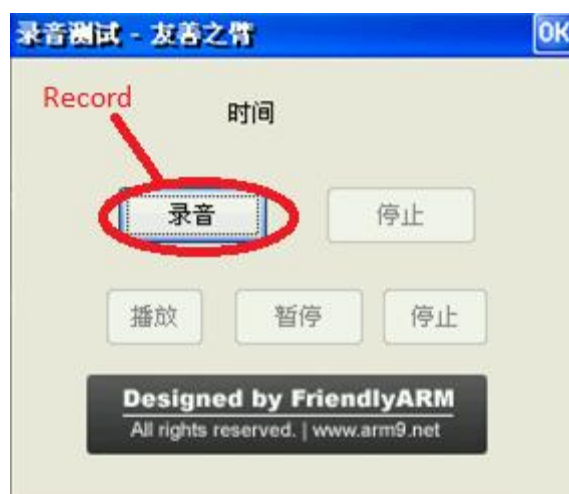 录音测试 - 友善之臂
OK
Record
时间
录音
停止
播放
暂停
停止
Designed by FriendlyARM
All rights reserved. | www.arm9.net